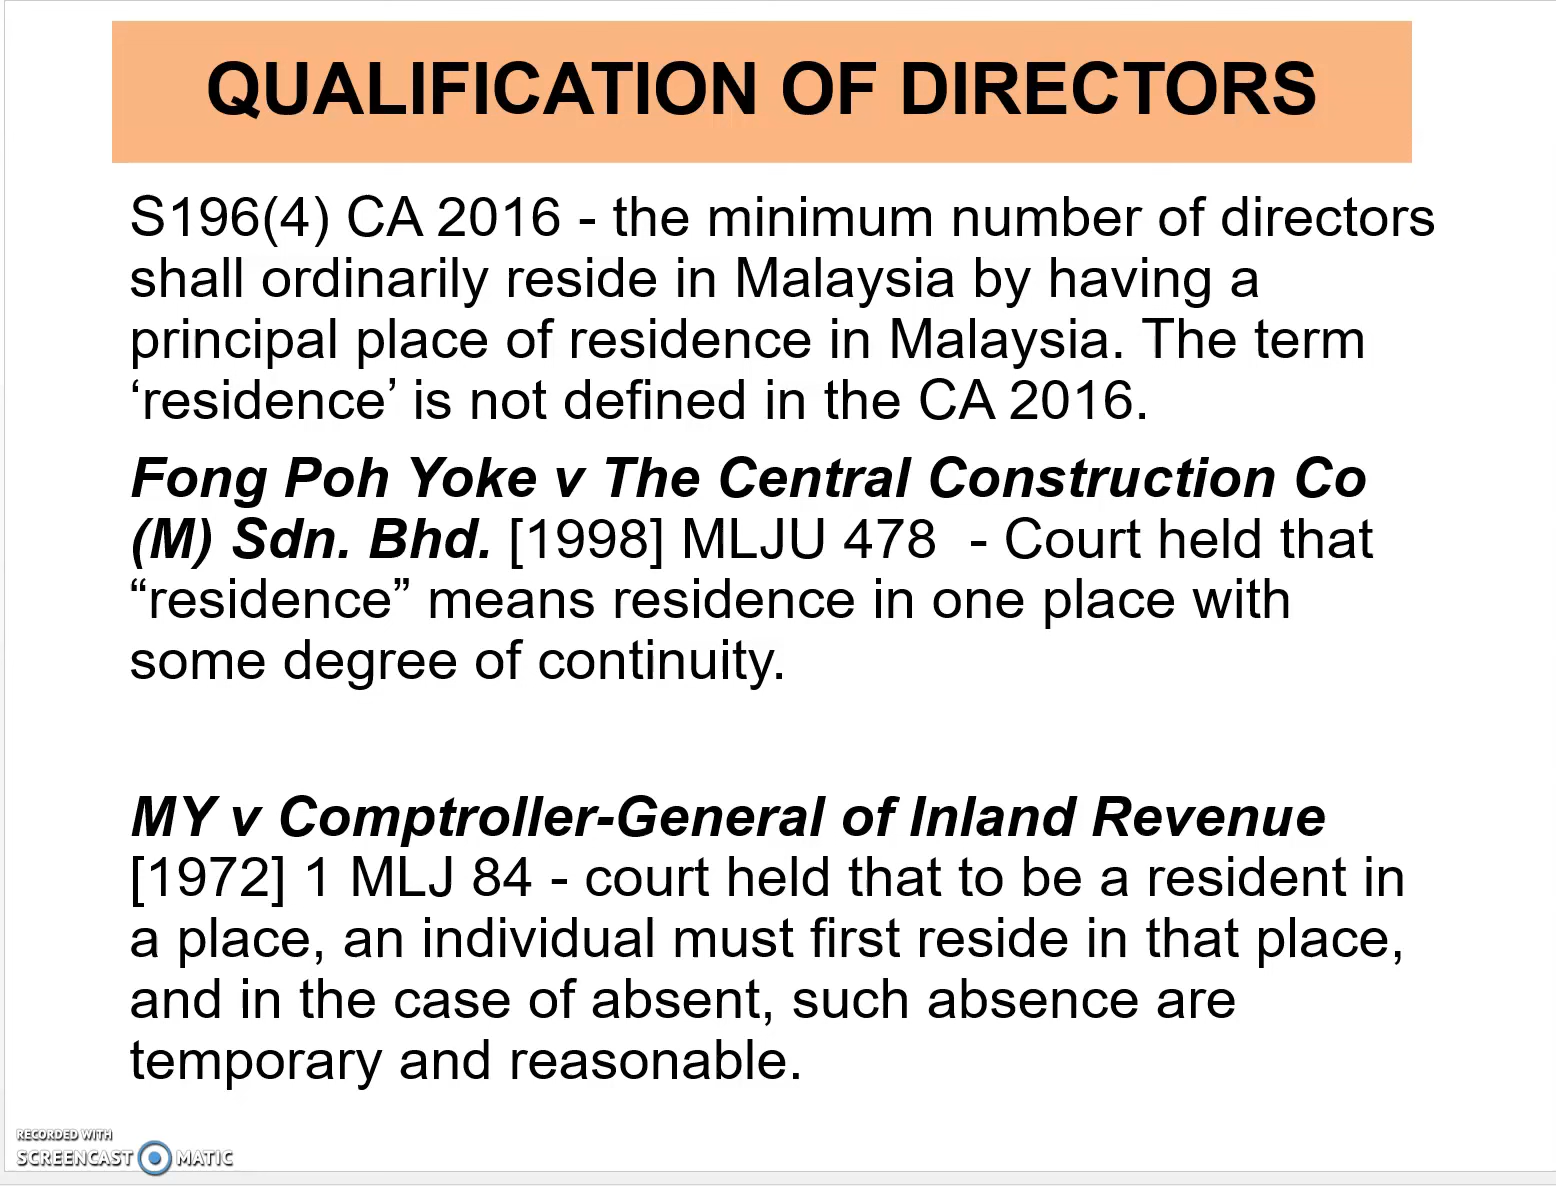 QUALIFICATION OF DIRECTORS
S196(4) CA 2016 - the minimum number of directors
shall ordinarily reside in Malaysia by having a
principal place of residence in Malaysia. The term
‘residence’ is not defined in the CA 2016.
Fong Poh Yoke v The Central Construction Co
(M) Sdn. Bhd. [1998] MLJU 478  - Court held that
“residence” means residence in one place with
some degree of continuity.
MY v Comptroller-General of Inland Revenue
[1972] 1 MLJ 84 - court held that to be a resident in
a place, an individual must first reside in that place,
and in the case of absent, such absence are
temporary and reasonable.
RECORDED WITH
SCREENCAST MATIC